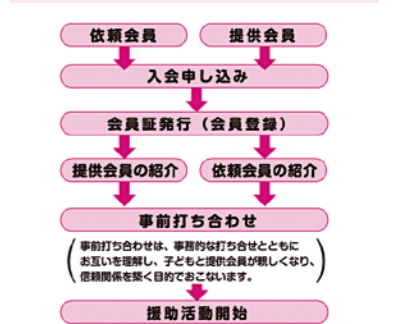 依頼会員 提供会員
入会申し込み
会員証発行（会員登録）
提供会員の紹介 依頼会員の紹介
事前打ち合わせ
事前打ち合わせは、事務的な打合せとともに
お互いを理解し、子どもと提供会員が親しくなり、
信頼関係を築く目的でおこないます。
援助活動開始